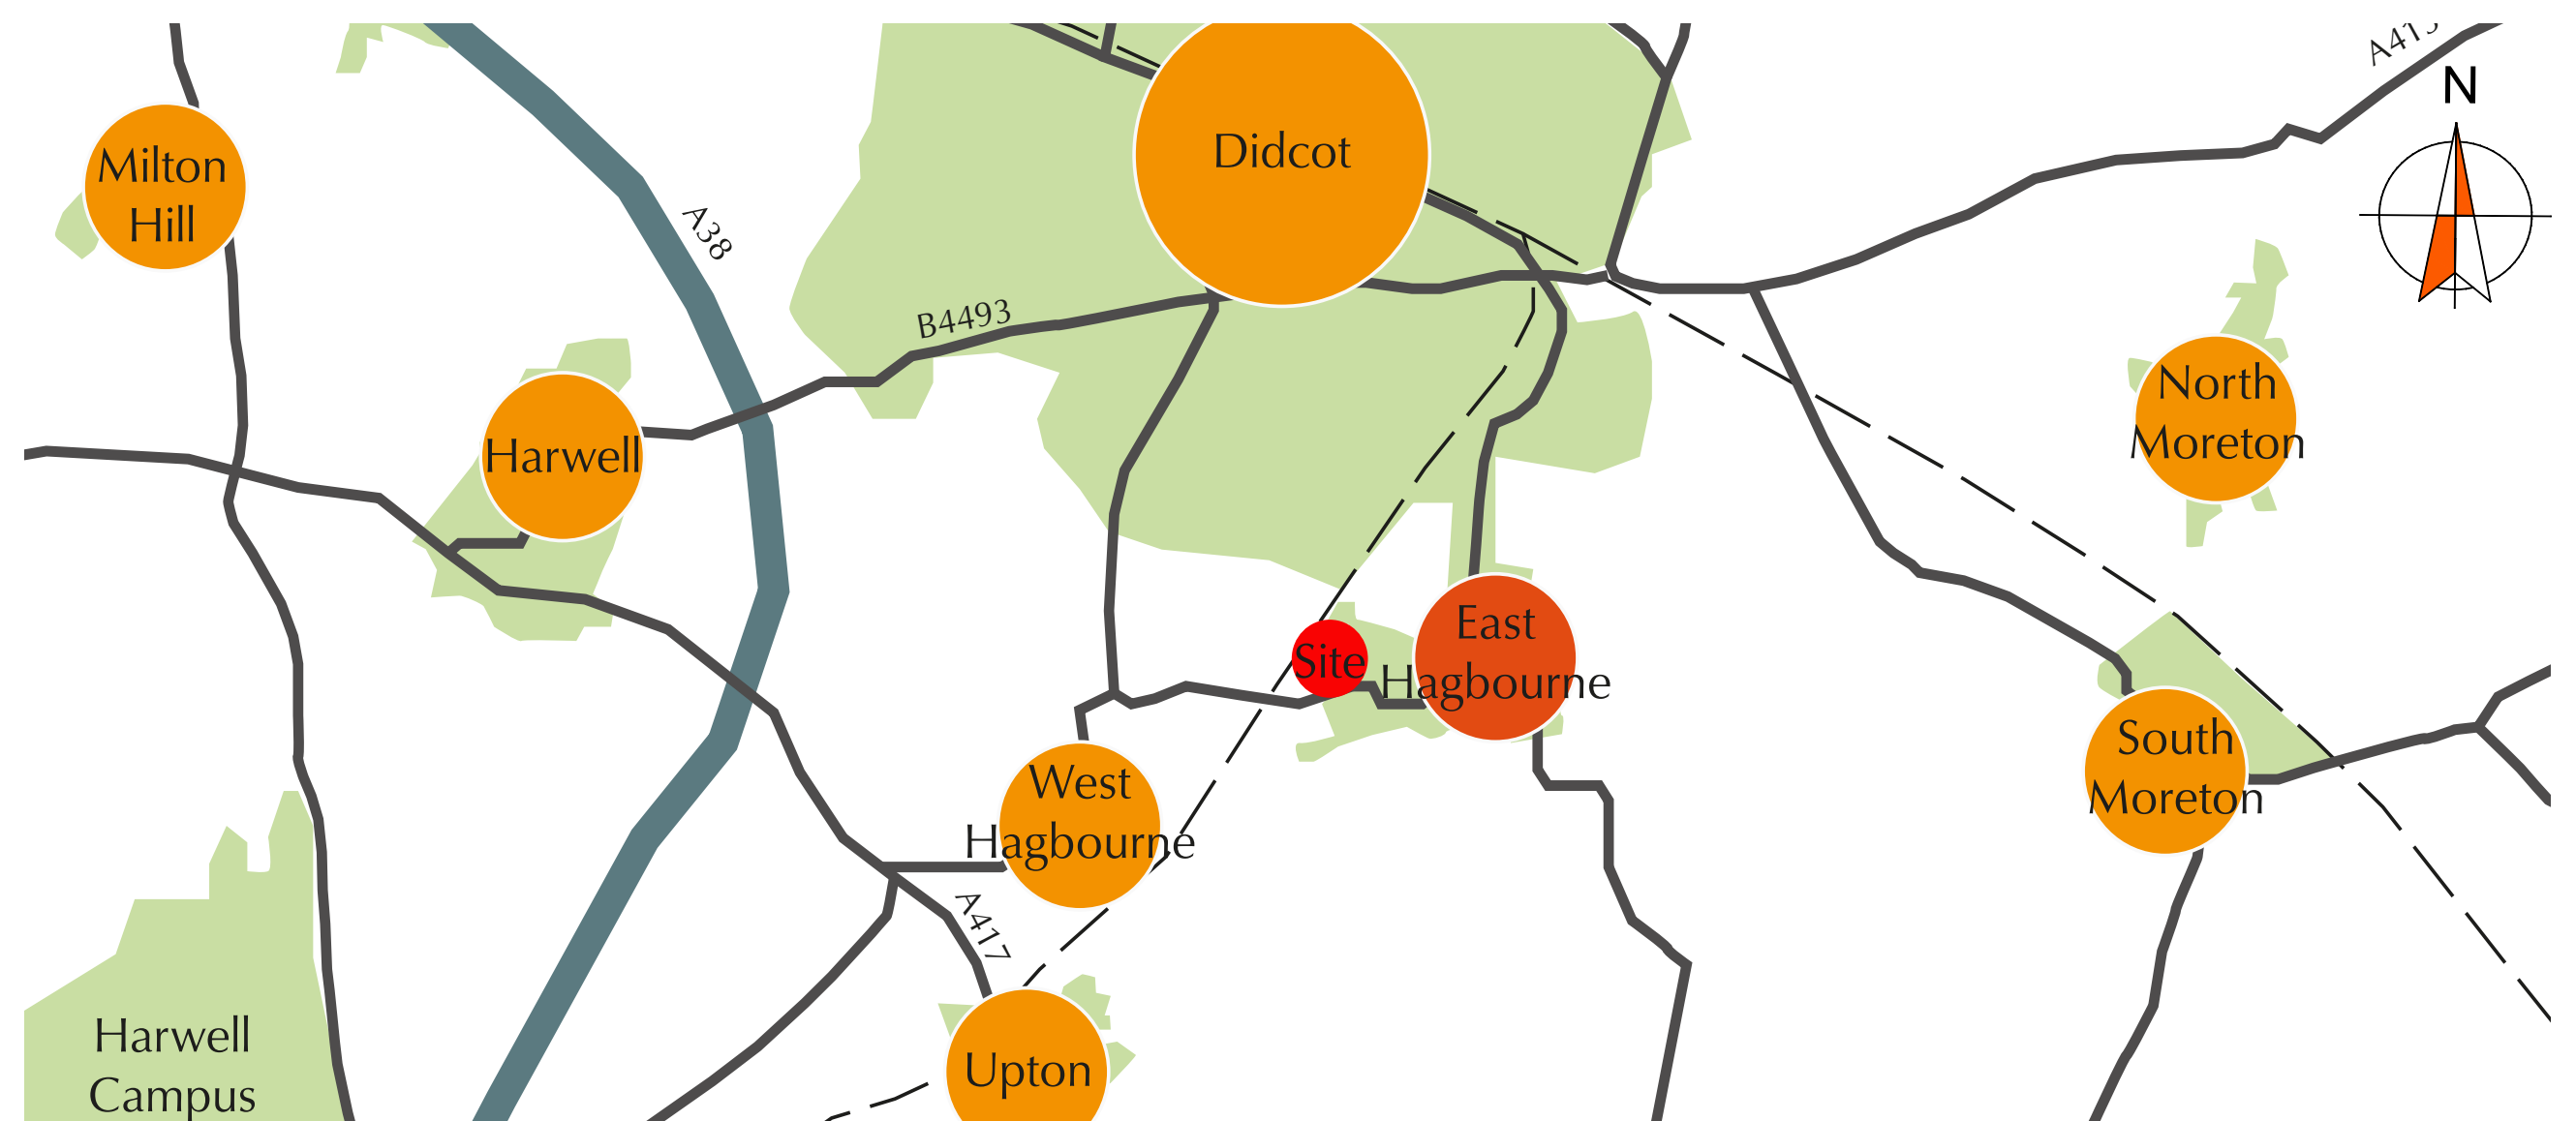 A415
N
Didcot
Milton
Hill
A38
B4493
North
Moreton
Harwell
East
Hagbourne
Site
South
Moreton
West
Hagbourne
A417
Harwell
Campus
Upton